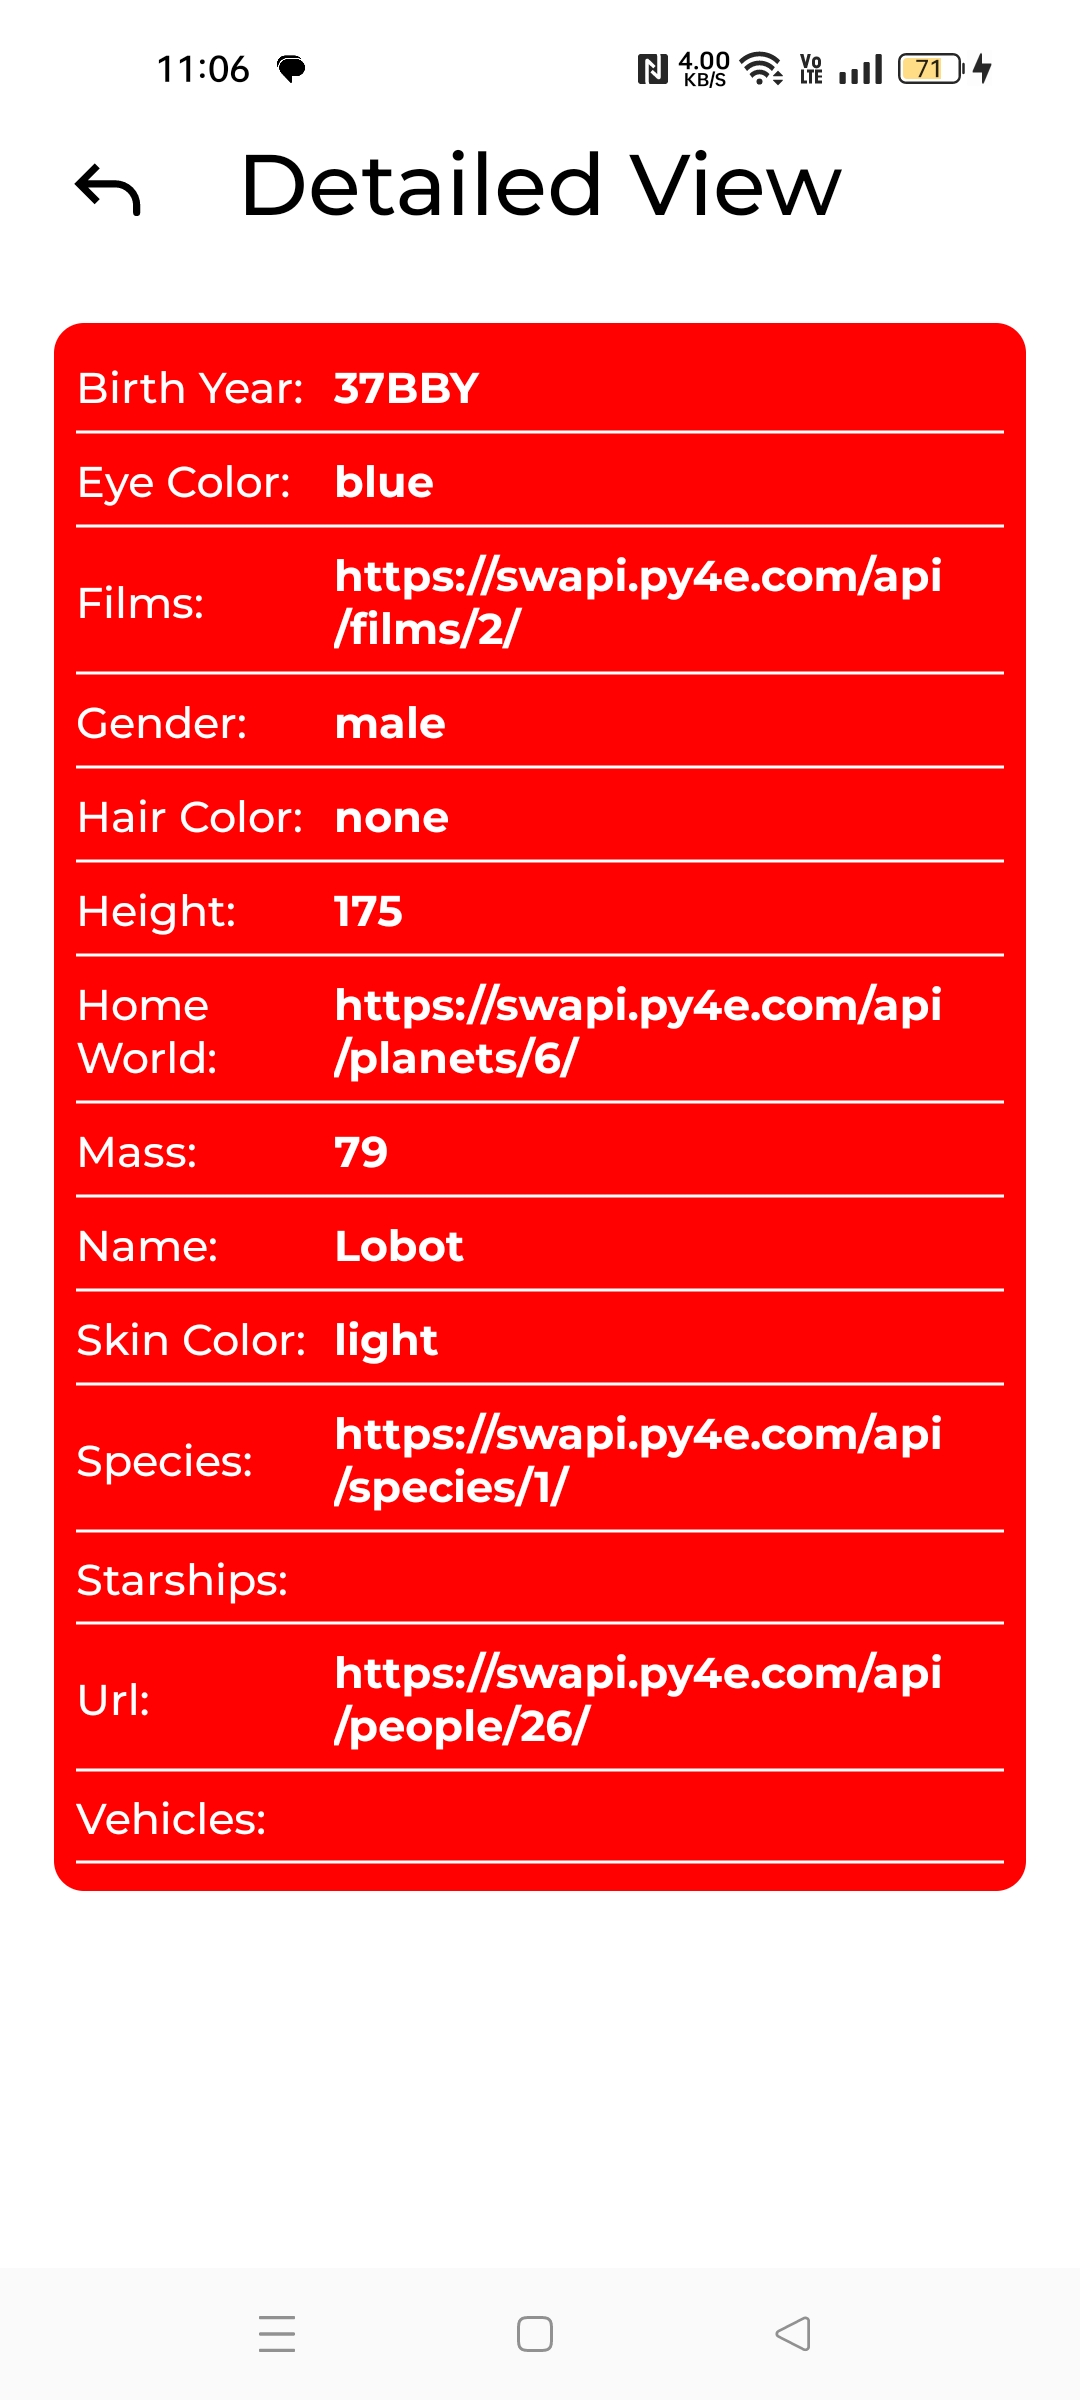 11:06 4.00 KB/S Vo LTE 71
Detailed View
Birth Year: 37BBY
Eye Color: blue
Films: https://swapi.py4e.com/api
/films/2/
Gender: male
Hair Color: none
Height: 175
Home https://swapi.py4e.com/api
World: /planets/6/
Mass: 79
Name: Lobot
Skin Color: light
Species: https://swapi.py4e.com/api
/species/1/
Starships:
Url: https://swapi.py4e.com/api
/people/26/
Vehicles: